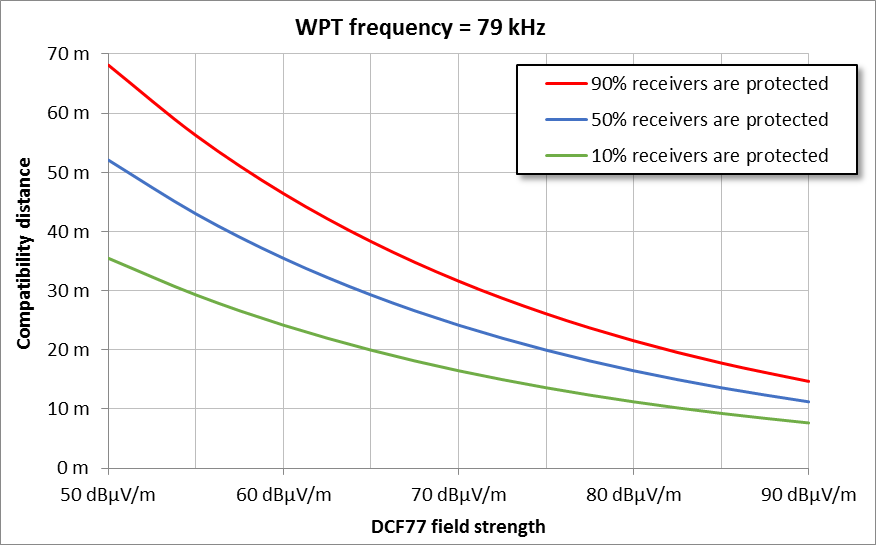 WPT frequency = 79 kHz
70 m
60 m
50 m
40 m
30 m
20 m
10 m
0 m
Compatibility distance
90% receivers are protected
50% receivers are protected
10% receivers are protected
50 dBµV/m
60 dBµV/m
70 dBµV/m
80 dBµV/m
90 dBµV/m
DCF77 field strength